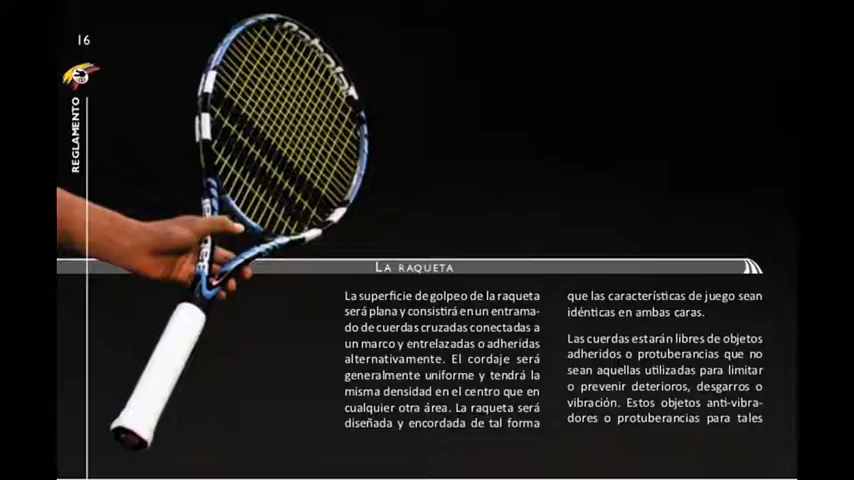 16
REGLAMENTO
Babolat
Babolat
LA RAQUETA
La superficie de golpeo de la raqueta
será plana y consistirá en un entrama-
do de cuerdas cruzadas conectadas a
un marco y entrelazadas o adheridas
alternativamente. El cordaje será
generalmente uniforme y tendrá la
misma densidad en el centro que en
cualquier otra área. La raqueta será
diseñada y encordada de tal forma
que las características de juego sean
idénticas en ambas caras.
Las cuerdas estarán libres de objetos
adheridos o protuberancias que no
sean aquellas utilizadas para limitar
o prevenir deterioros, desgarros o
vibración. Estos objetos anti-vibra-
dores o protuberancias para tales